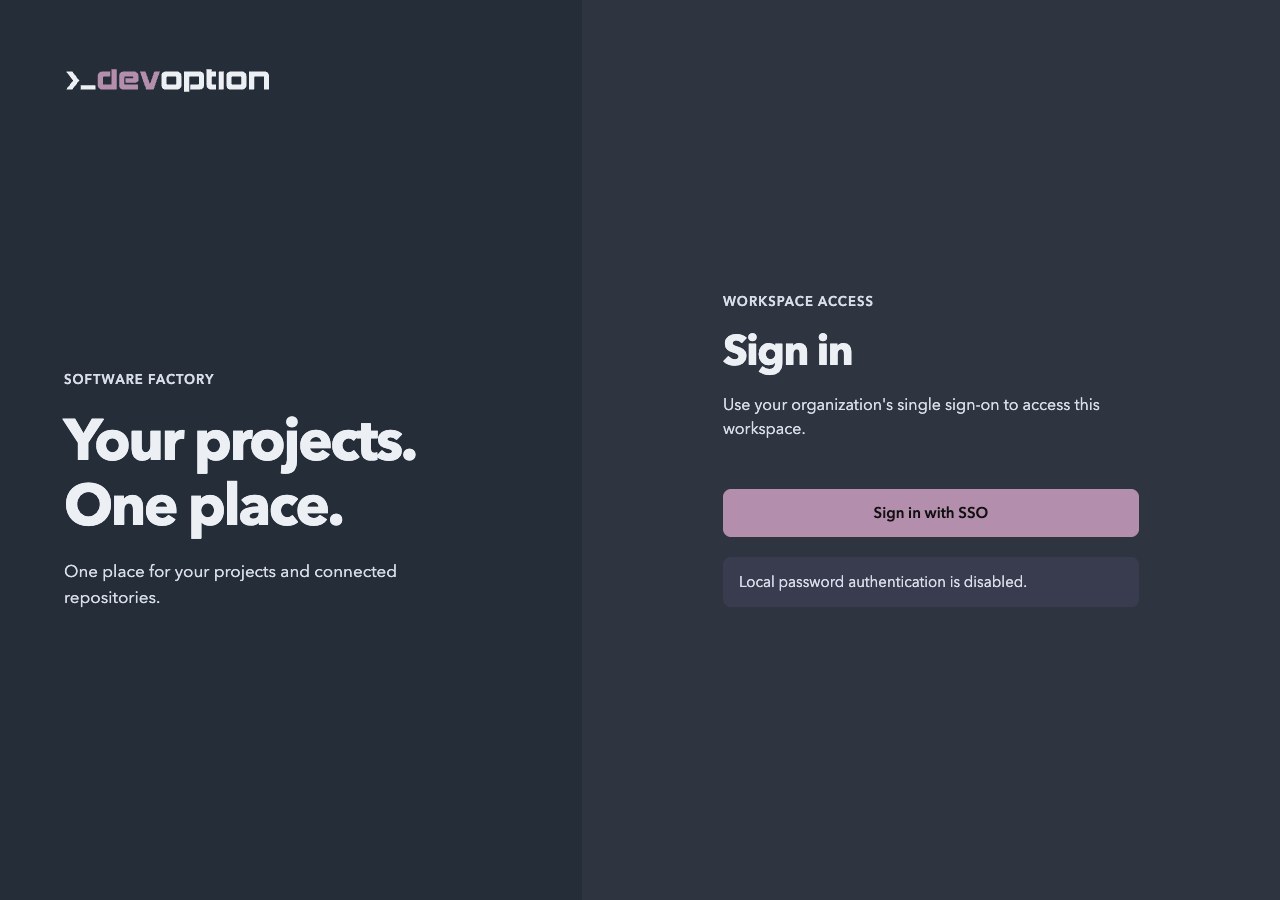 ❯_devoption
SOFTWARE FACTORY
Your projects.
One place.
One place for your projects and connected
repositories.
WORKSPACE ACCESS
Sign in
Use your organization's single sign-on to access this
workspace.
Sign in with SSO
Local password authentication is disabled.